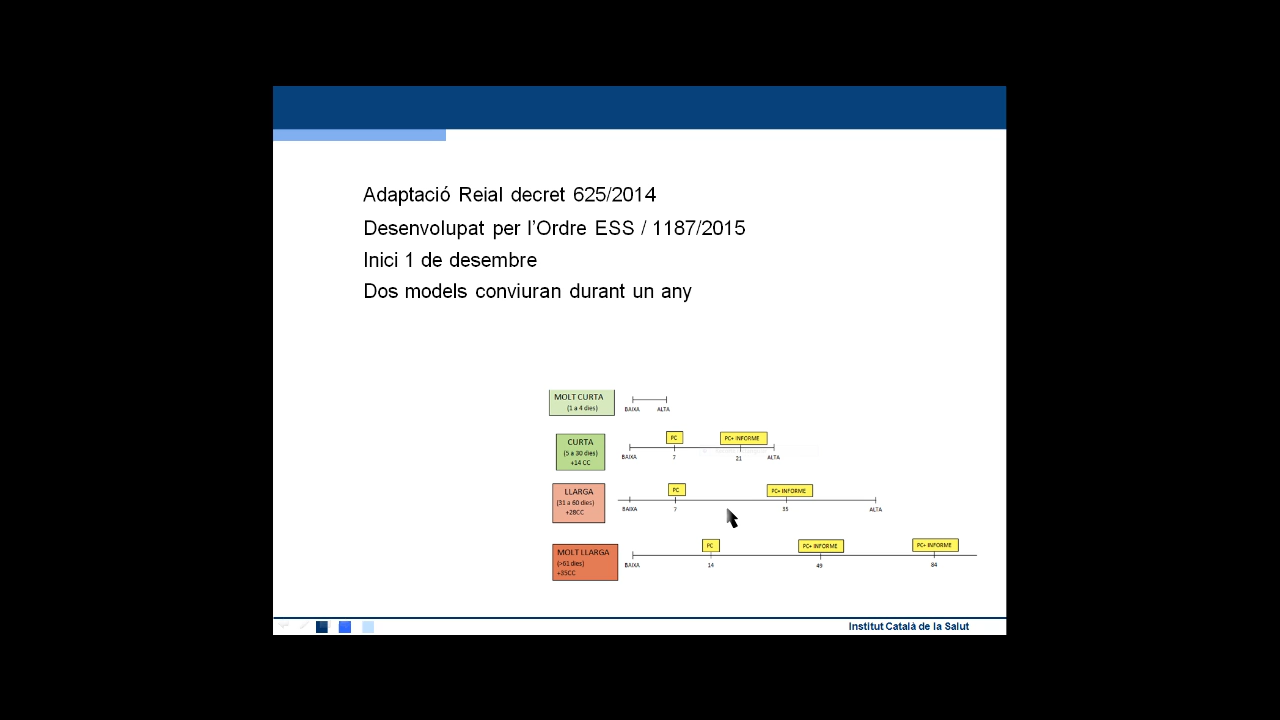 Adaptació Reial decret 625/2014
Desenvolupat per l'Ordre ESS / 1187/2015
Inici 1 de desembre
Dos models conviuran durant un any
MOLT CURTA
(1 a 4 dies)
BAIXA ALTA
CURTA
(5 a 30 dies)
+14 CC
PC PC+ INFORME
BAIXA 7 21 ALTA
LLARGA
(31 a 60 dies)
+28CC
PC PC+ INFORME
BAIXA 7 35 ALTA
MOLT LLARGA
(>61 dies)
+35CC
PC PC+ INFORME PC+ INFORME
BAIXA 14 49 84
Institut Català de la Salut